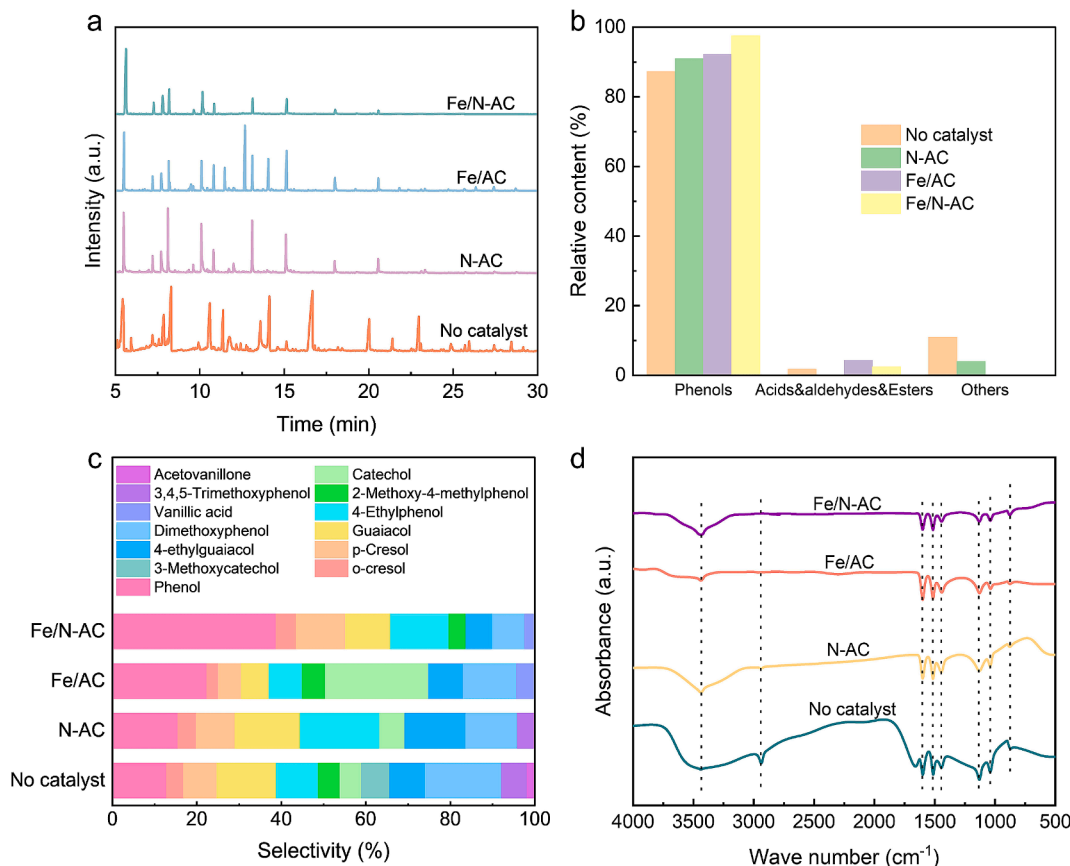 a
Intensity (a.u.)
Fe/N-AC
Fe/AC
N-AC
No catalyst
5
10
15
20
25
30
Time (min)
b
Relative content (%)
100
80
60
40
20
0
No catalyst
N-AC
Fe/AC
Fe/N-AC
Phenols
Acids&aldehydes&Esters
Others
c
Acetovanillone
3,4,5-Trimethoxyphenol
Vanillic acid
Dimethoxyphenol
4-ethylguaiacol
3-Methoxycatechol
Phenol
Catechol
2-Methoxy-4-methylphenol
4-Ethylphenol
Guaiacol
p-Cresol
o-cresol
Fe/N-AC
Fe/AC
N-AC
No catalyst
0
20
40
60
80
100
Selectivity (%)
d
Absorbance (a.u.)
Fe/N-AC
Fe/AC
N-AC
No catalyst
4000
3500
3000
2500
2000
1500
1000
500
Wave number (cm⁻¹)